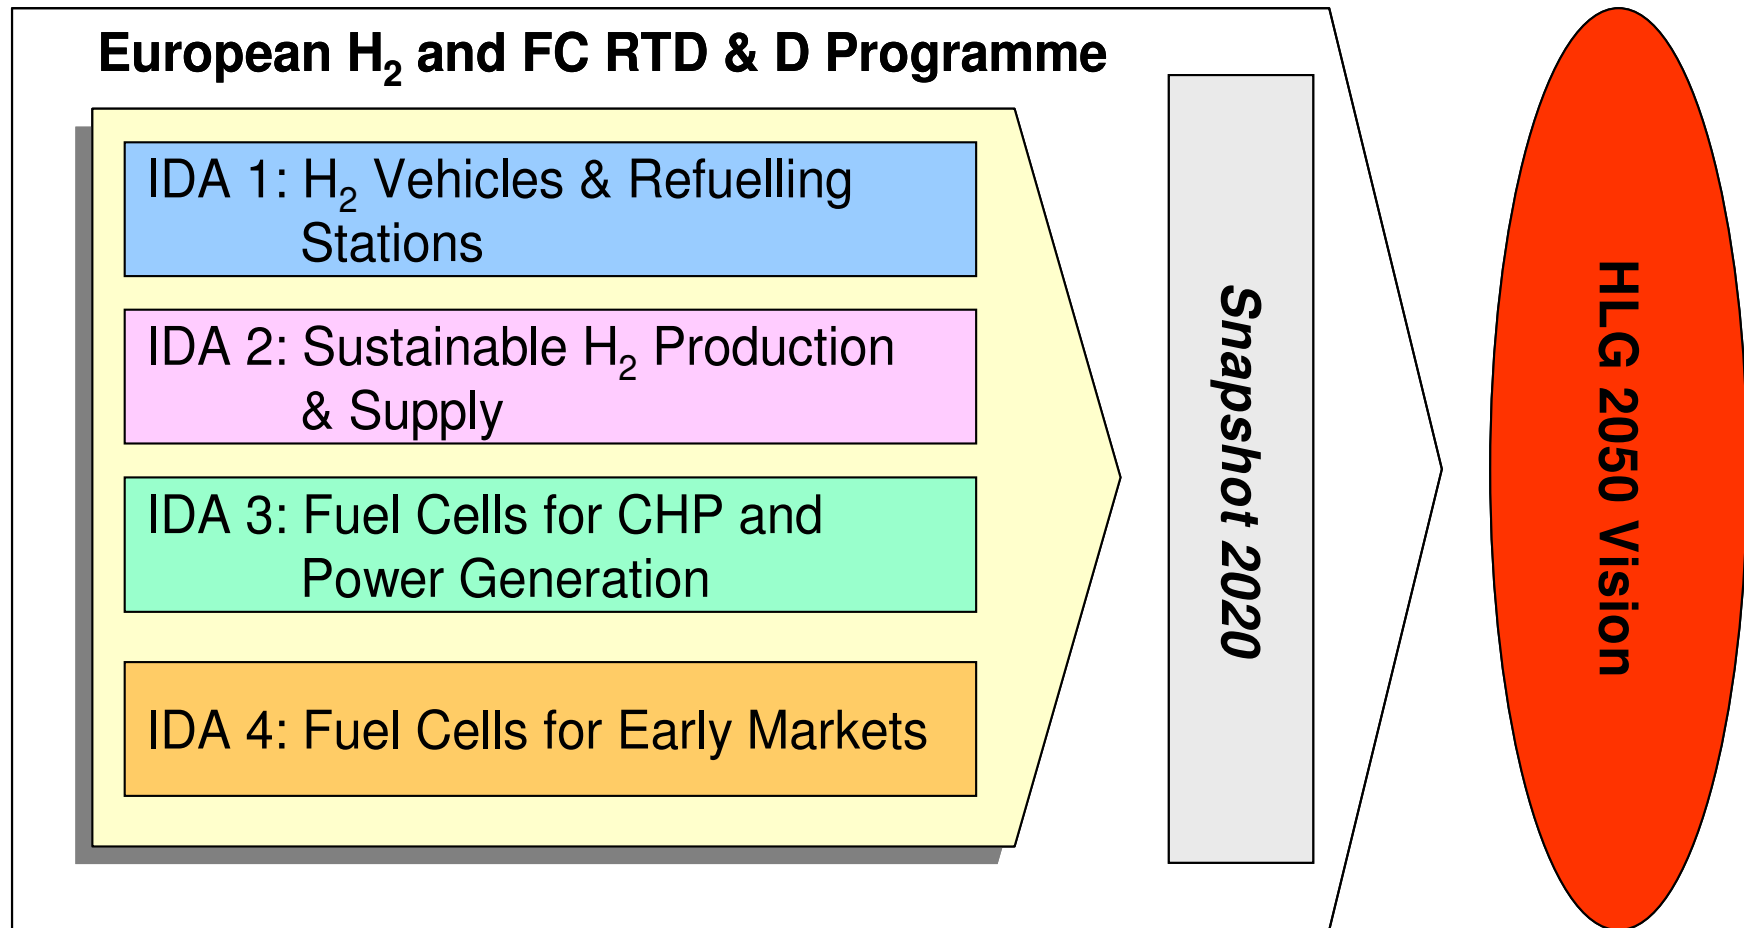 European H₂ and FC RTD & D Programme
IDA 1: H₂ Vehicles & Refuelling
Stations
IDA 2: Sustainable H₂ Production
& Supply
IDA 3: Fuel Cells for CHP and
Power Generation
IDA 4: Fuel Cells for Early Markets
Snapshot 2020
HLG 2050 Vision